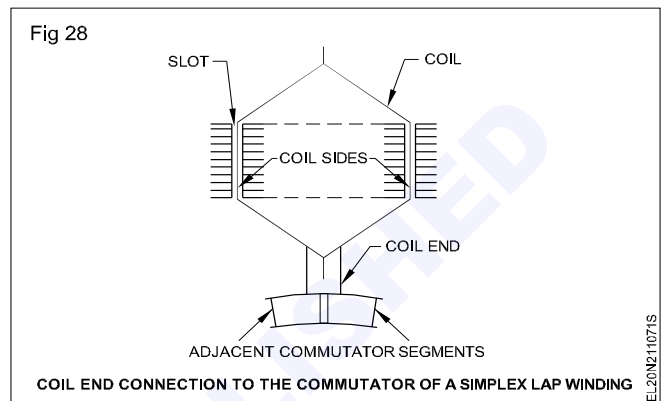 Fig 28
SLOT
COIL
COIL SIDES
COIL END
ADJACENT COMMUTATOR SEGMENTS
COIL END CONNECTION TO THE COMMUTATOR OF A SIMPLEX LAP WINDING
EL20N211071S
LISHED